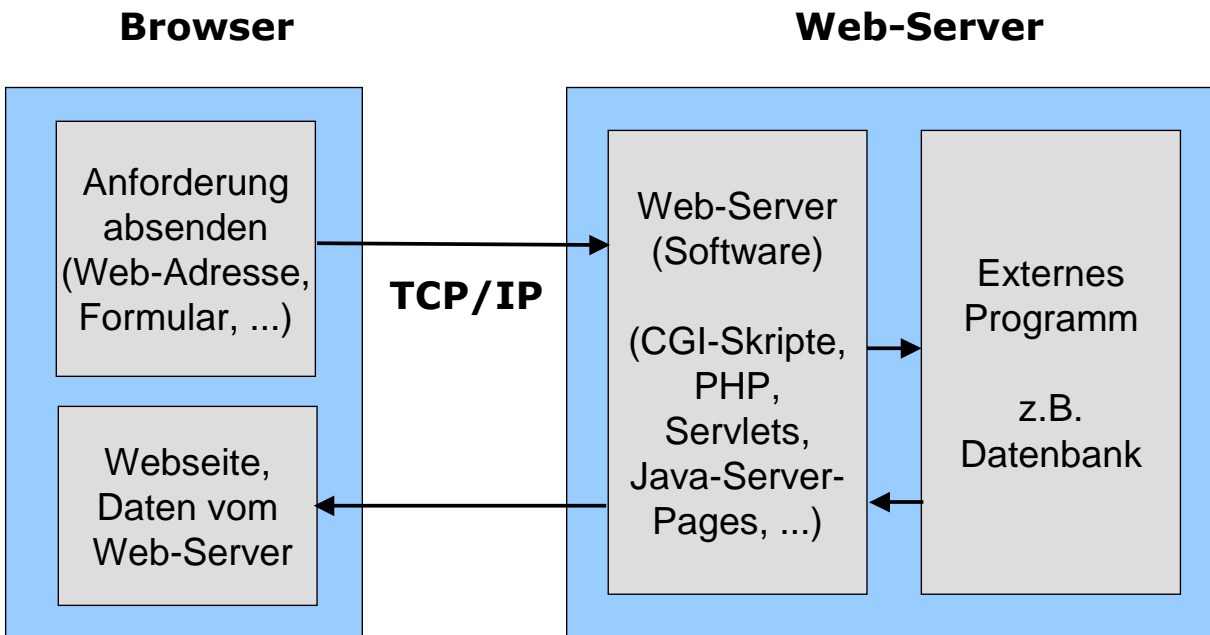 Browser
Web-Server
Anforderung
absenden
(Web-Adresse,
Formular, ...)
TCP/IP
Webseite,
Daten vom
Web-Server
Web-Server
(Software)
(CGI-Skripte,
PHP,
Servlets,
Java-Server-
Pages, ...)
Externes
Programm
z.B.
Datenbank